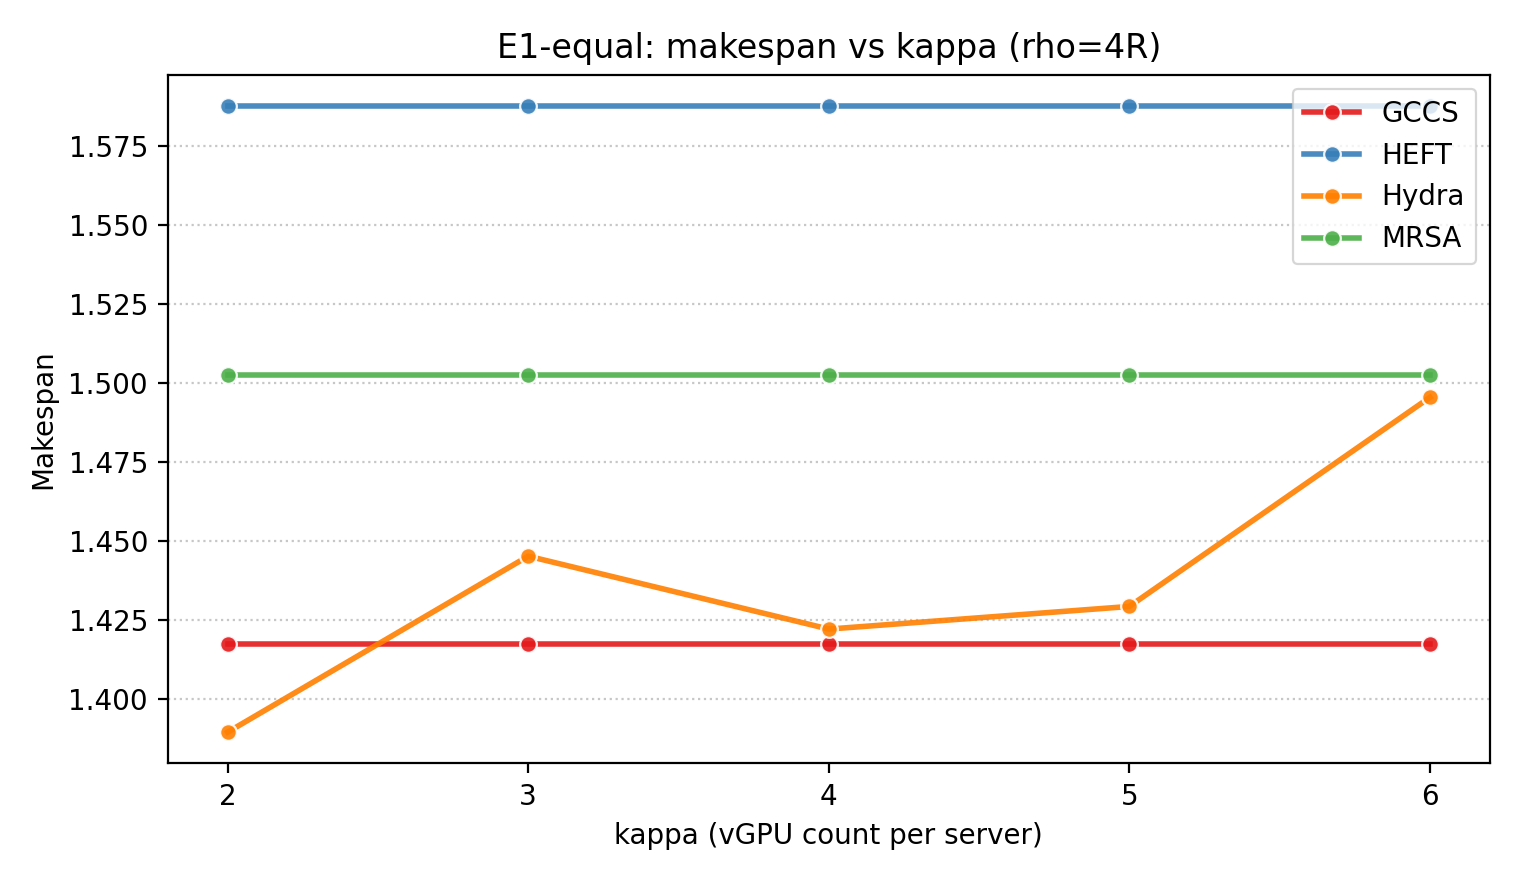 E1-equal: makespan vs kappa (rho=4R)
GCCS
HEFT
Hydra
MRSA
Makespan
1.575
1.550
1.525
1.500
1.475
1.450
1.425
1.400
2 3 4 5 6
kappa (vGPU count per server)